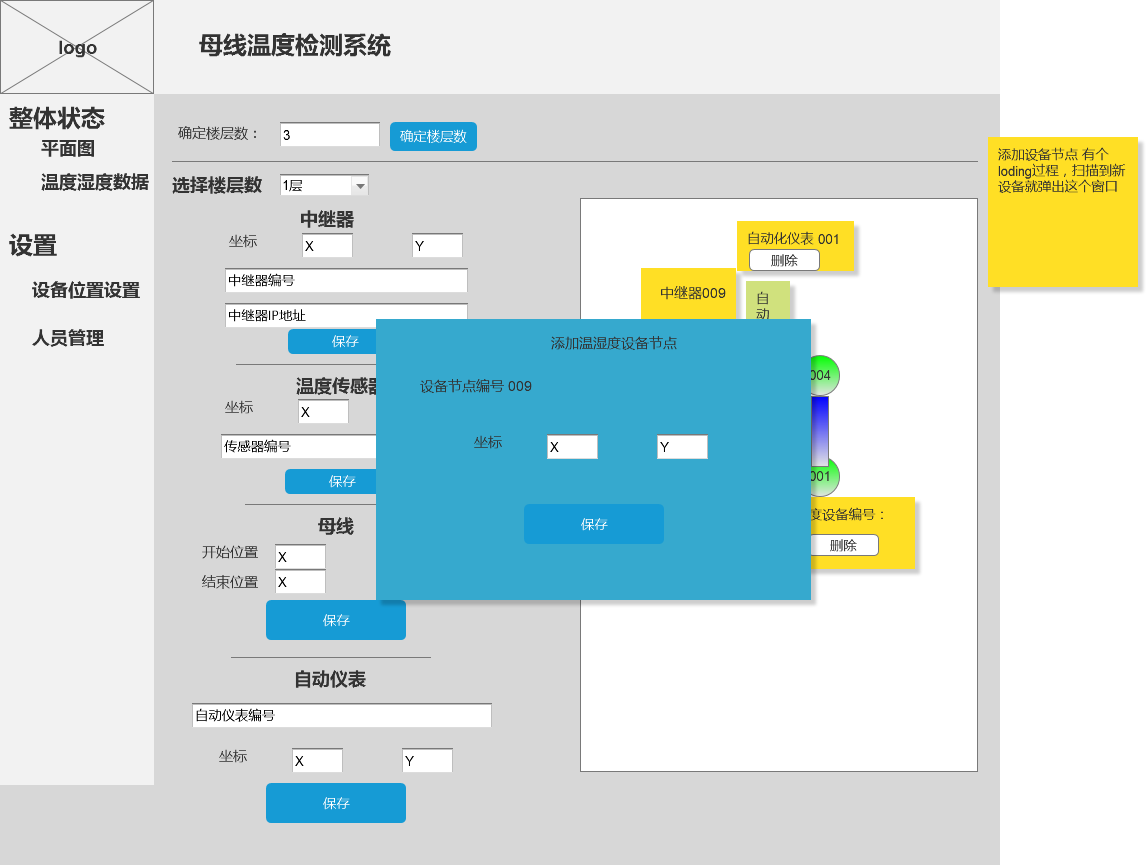 logo
母线温度检测系统
整体状态
平面图
温度湿度数据
设置
设备位置设置
人员管理
确定楼层数：
3
确定楼层数
选择楼层数
1层
中继器
坐标
X
Y
中继器编号
中继器IP地址
保存
温度传感器
坐标
X
传感器编号
保存
母线
开始位置
X
结束位置
X
保存
自动仪表
自动仪表编号
坐标
X
Y
保存
自动化仪表 001
删除
中继器009
自
动
004
001
度设备编号：
删除
添加温湿度设备节点
设备节点编号 009
坐标
X
Y
保存
添加设备节点 有个
loding过程，扫描到新
设备就弹出这个窗口